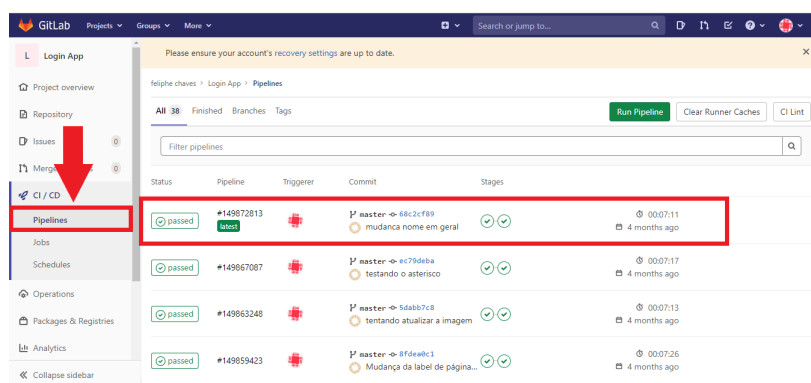 GitLab Projects Groups More Search or jump to...
L Login App
Please ensure your account's recovery settings are up to date.
feliphe chaves > Login App > Pipelines
Project overview
Repository
Issues 0
Merge 0
CI / CD
Pipelines
Jobs
Schedules
Operations
Packages & Registries
Analytics
Collapse sidebar
All 38 Finished Branches Tags
Run Pipeline Clear Runner Caches CI Lint
Filter pipelines
Status Pipeline Triggerer Commit Stages
passed #149872813 master 68c2cf89 00:07:11
latest mudanca nome em geral 4 months ago
passed #149867087 master ec79deba 00:07:17
testando o asterisco 4 months ago
passed #149863248 master 5dabb7c8 00:07:13
tentando atualizar a imagem 4 months ago
passed #149859423 master 8fdea0c1 00:07:26
Mudança da label de página... 4 months ago